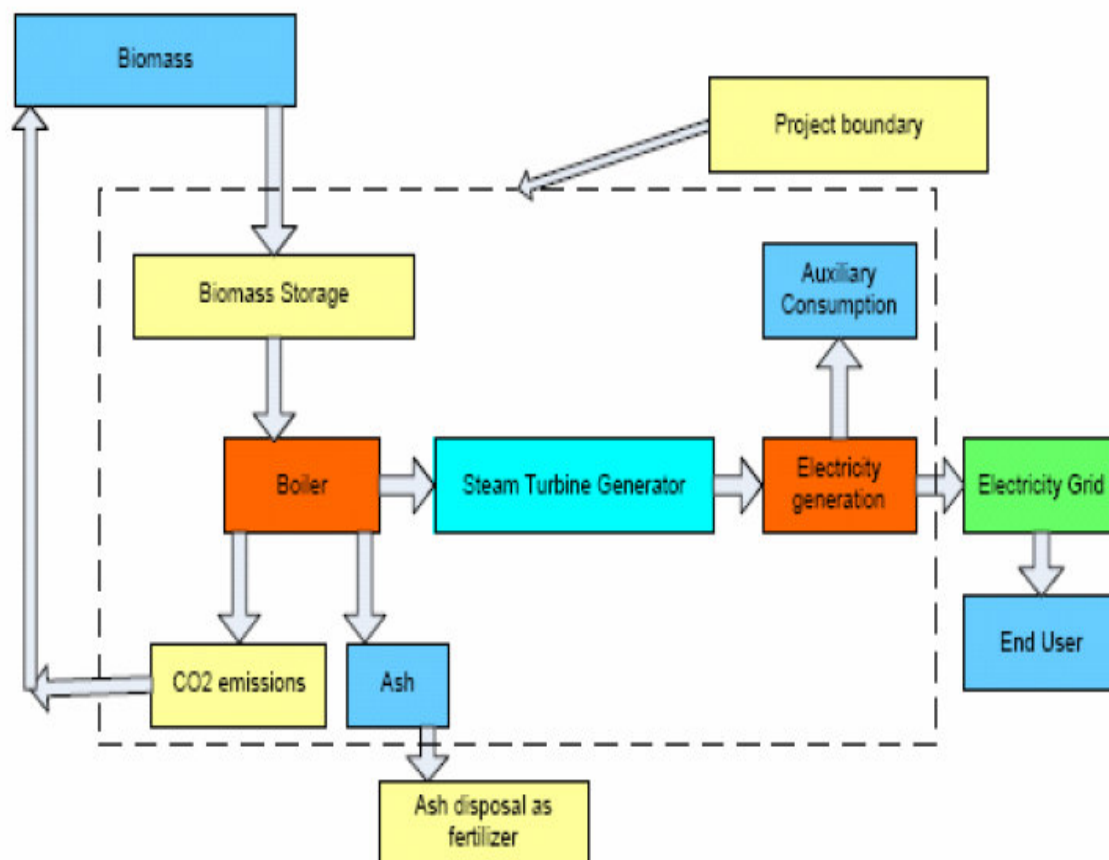 Biomass
Project boundary
Biomass Storage
Auxiliary
Consumption
Boiler
Steam Turbine Generator
Electricity
generation
Electricity Grid
CO2 emissions
Ash
End User
Ash disposal as
fertilizer